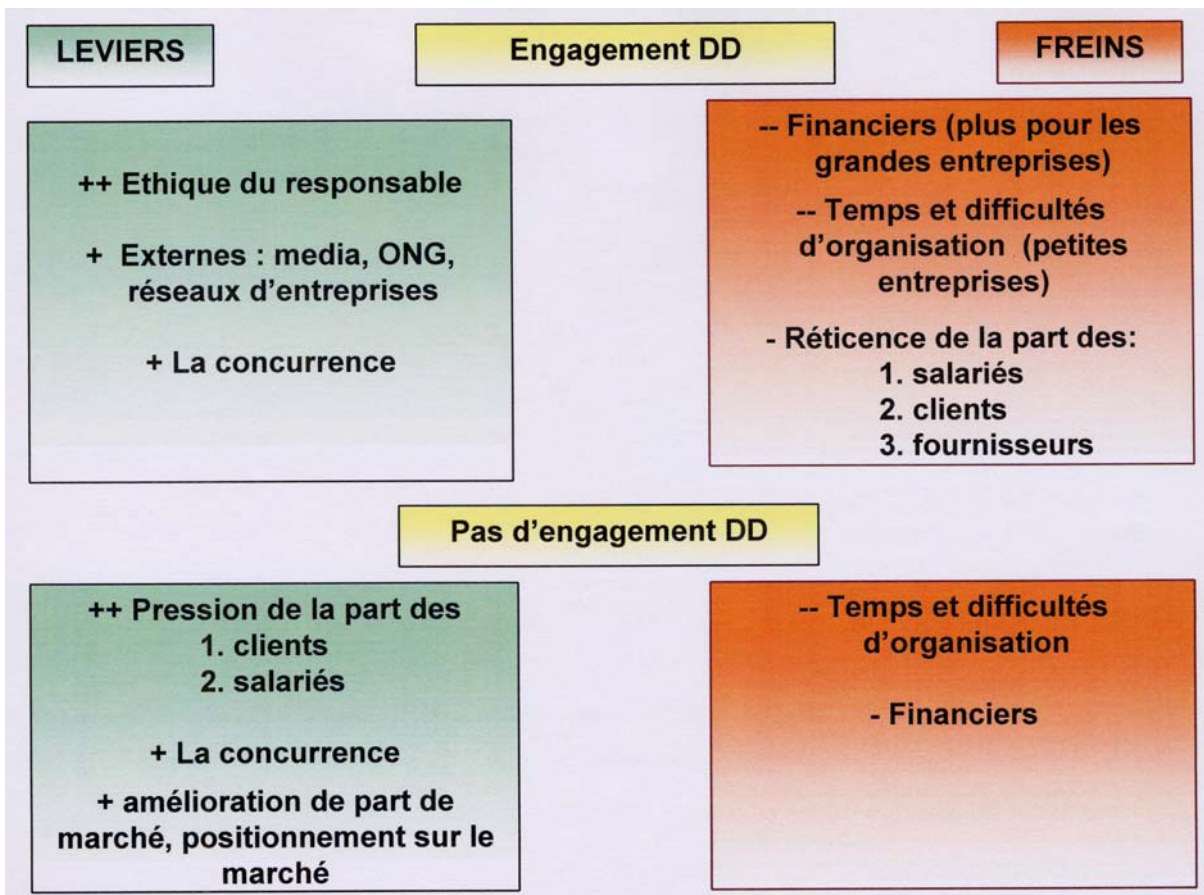 LEVIERS
Engagement DD
FREINS
++ Ethique du responsable
+ Externes : media, ONG,
réseaux d'entreprises
+ La concurrence
-- Financiers (plus pour les
grandes entreprises)
-- Temps et difficultés
d'organisation (petites
entreprises)
- Réticence de la part des:
1. salariés
2. clients
3. fournisseurs
Pas d'engagement DD
++ Pression de la part des
1. clients
2. salariés
+ La concurrence
+ amélioration de part de
marché, positionnement sur le
marché
-- Temps et difficultés
d'organisation
- Financiers